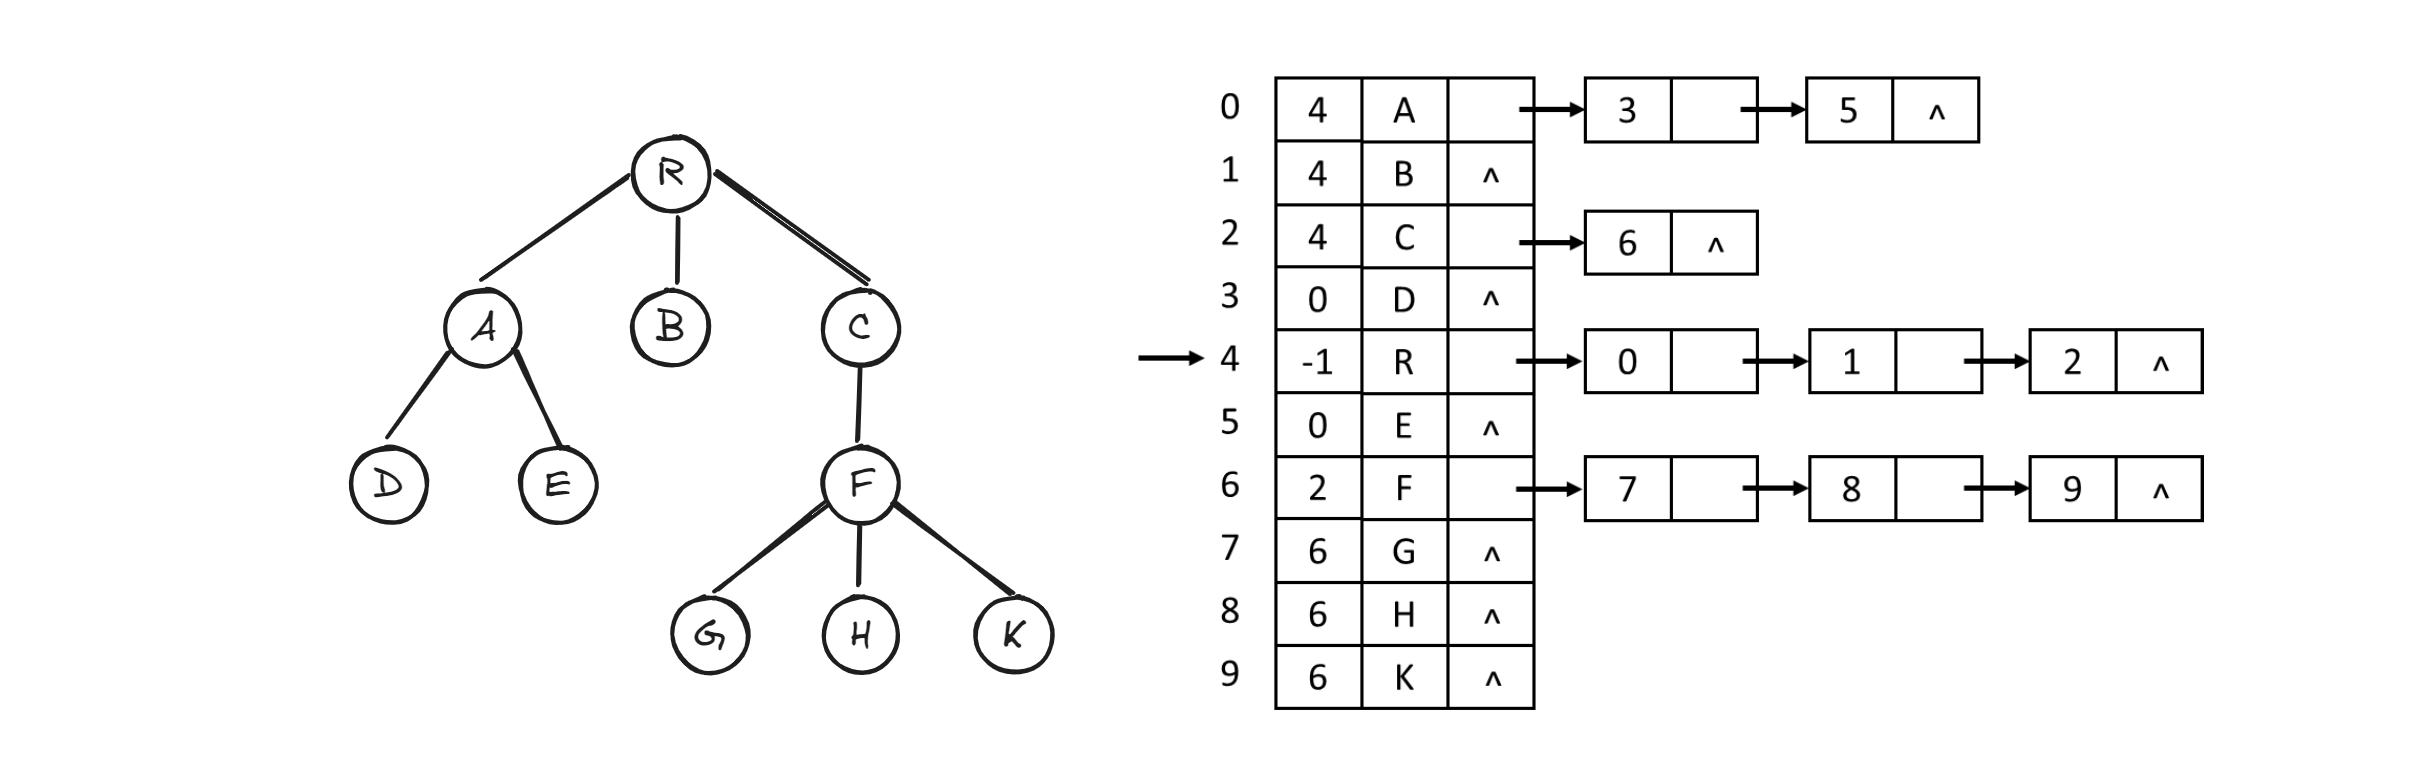 R
A B C
D E F
G H K
0 4 A 3 5 ^
1 4 B ^
2 4 C 6 ^
3 0 D ^
4 -1 R 0 1 2 ^
5 0 E ^
6 2 F 7 8 9 ^
7 6 G ^
8 6 H ^
9 6 K ^